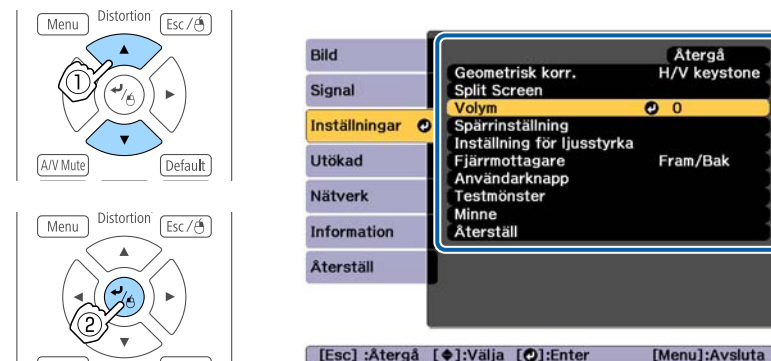 Menu
Distortion
Esc /
1
A/V Mute
Default
Menu
Distortion
Esc /
2
Bild
Signal
Inställningar
Utökad
Nätverk
Information
Återställ
Återgå
Geometrisk korr. H/V keystone
Split Screen
Volym 0
Spärrinställning
Inställning för ljusstyrka
Fjärrmottagare Fram/Bak
Användarknapp
Testmönster
Minne
Återställ
[Esc] :Återgå [ ]:Välja [ ]:Enter [Menu]:Avsluta